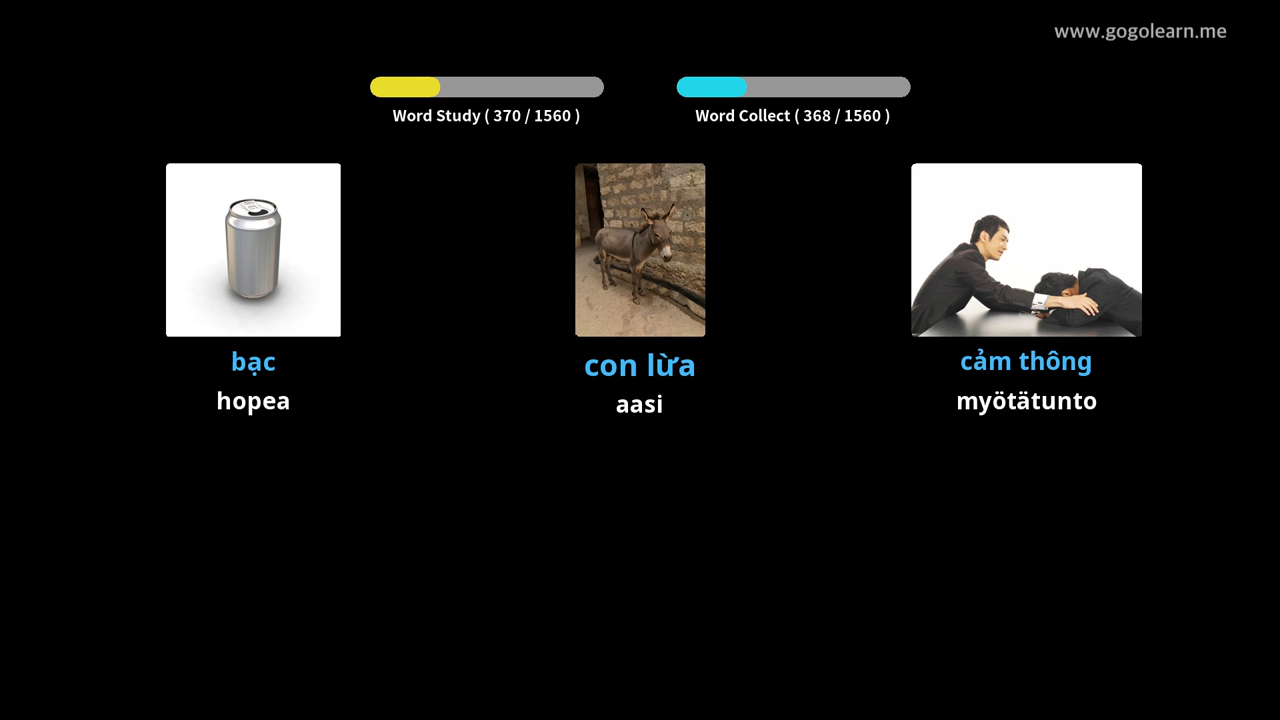 www.gogolearn.me
Word Study ( 370 / 1560 )
Word Collect ( 368 / 1560 )
bạc
hopea
con lừa
aasi
cảm thông
myötätunto